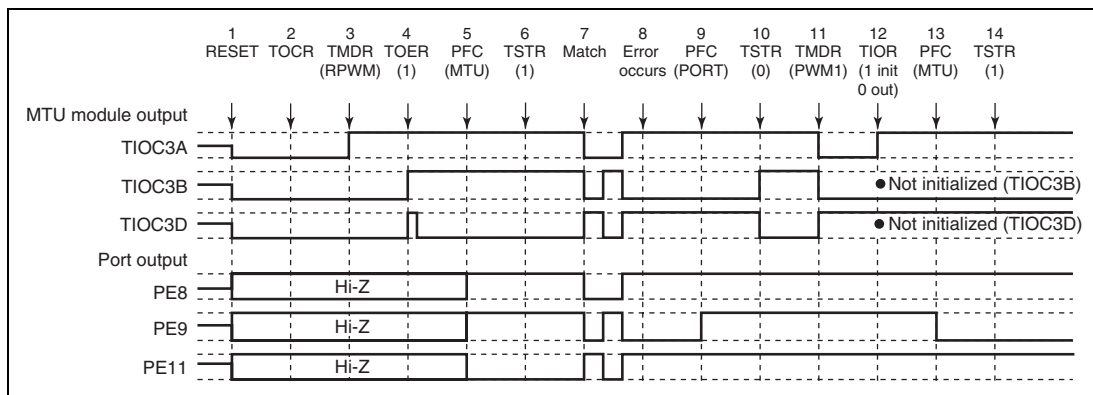 1 2 3 4 5 6 7 8 9 10 11 12 13 14
RESET TOCR TMDR TOER PFC TSTR Match Error PFC TSTR TMDR TIOR PFC TSTR
(RPWM) (1) (MTU) (1) occurs (PORT) (0) (PWM1) (1 init (MTU) (1)
0 out)
MTU module output
TIOC3A
TIOC3B
● Not initialized (TIOC3B)
TIOC3D
● Not initialized (TIOC3D)
Port output
PE8 Hi-Z
PE9 Hi-Z
PE11 Hi-Z